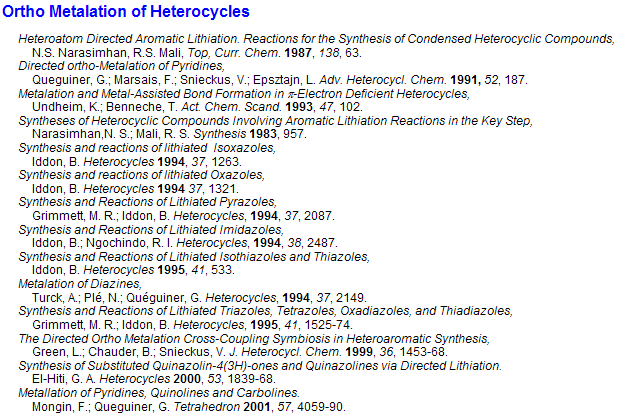 Ortho Metalation of Heterocycles
Heteroatom Directed Aromatic Lithiation. Reactions for the Synthesis of Condensed Heterocyclic Compounds,
N.S. Narasimhan, R.S. Mali, Top, Curr. Chem. 1987, 138, 63.
Directed ortho-Metalation of Pyridines,
Queguiner, G.; Marsais, F.; Snieckus, V.; Epsztajn, L. Adv. Heterocycl. Chem. 1991, 52, 187.
Metalation and Metal-Assisted Bond Formation in π-Electron Deficient Heterocycles,
Undheim, K.; Benneche, T. Act. Chem. Scand. 1993, 47, 102.
Syntheses of Heterocyclic Compounds Involving Aromatic Lithiation Reactions in the Key Step,
Narasimhan,N. S.; Mali, R. S. Synthesis 1983, 957.
Synthesis and reactions of lithiated Isoxazoles,
Iddon, B. Heterocycles 1994, 37, 1263.
Synthesis and reactions of lithiated Oxazoles,
Iddon, B. Heterocycles 1994 37, 1321.
Synthesis and Reactions of Lithiated Pyrazoles,
Grimmett, M. R.; Iddon, B. Heterocycles, 1994, 37, 2087.
Synthesis and Reactions of Lithiated Imidazoles,
Iddon, B.; Ngochindo, R. I. Heterocycles, 1994, 38, 2487.
Synthesis and Reactions of Lithiated Isothiazoles and Thiazoles,
Iddon, B. Heterocycles 1995, 41, 533.
Metalation of Diazines,
Turck, A.; Plé, N.; Quéguiner, G. Heterocycles, 1994, 37, 2149.
Synthesis and Reactions of Lithiated Triazoles, Tetrazoles, Oxadiazoles, and Thiadiazoles,
Grimmett, M. R.; Iddon, B. Heterocycles, 1995, 41, 1525-74.
The Directed Ortho Metalation Cross-Coupling Symbiosis in Heteroaromatic Synthesis,
Green, L.; Chauder, B.; Snieckus, V. J. Heterocycl. Chem. 1999, 36, 1453-68.
Synthesis of Substituted Quinazolin-4(3H)-ones and Quinazolines via Directed Lithiation.
El-Hiti, G. A. Heterocycles 2000, 53, 1839-68.
Metallation of Pyridines, Quinolines and Carbolines.
Mongin, F.; Queguiner, G. Tetrahedron 2001, 57, 4059-90.